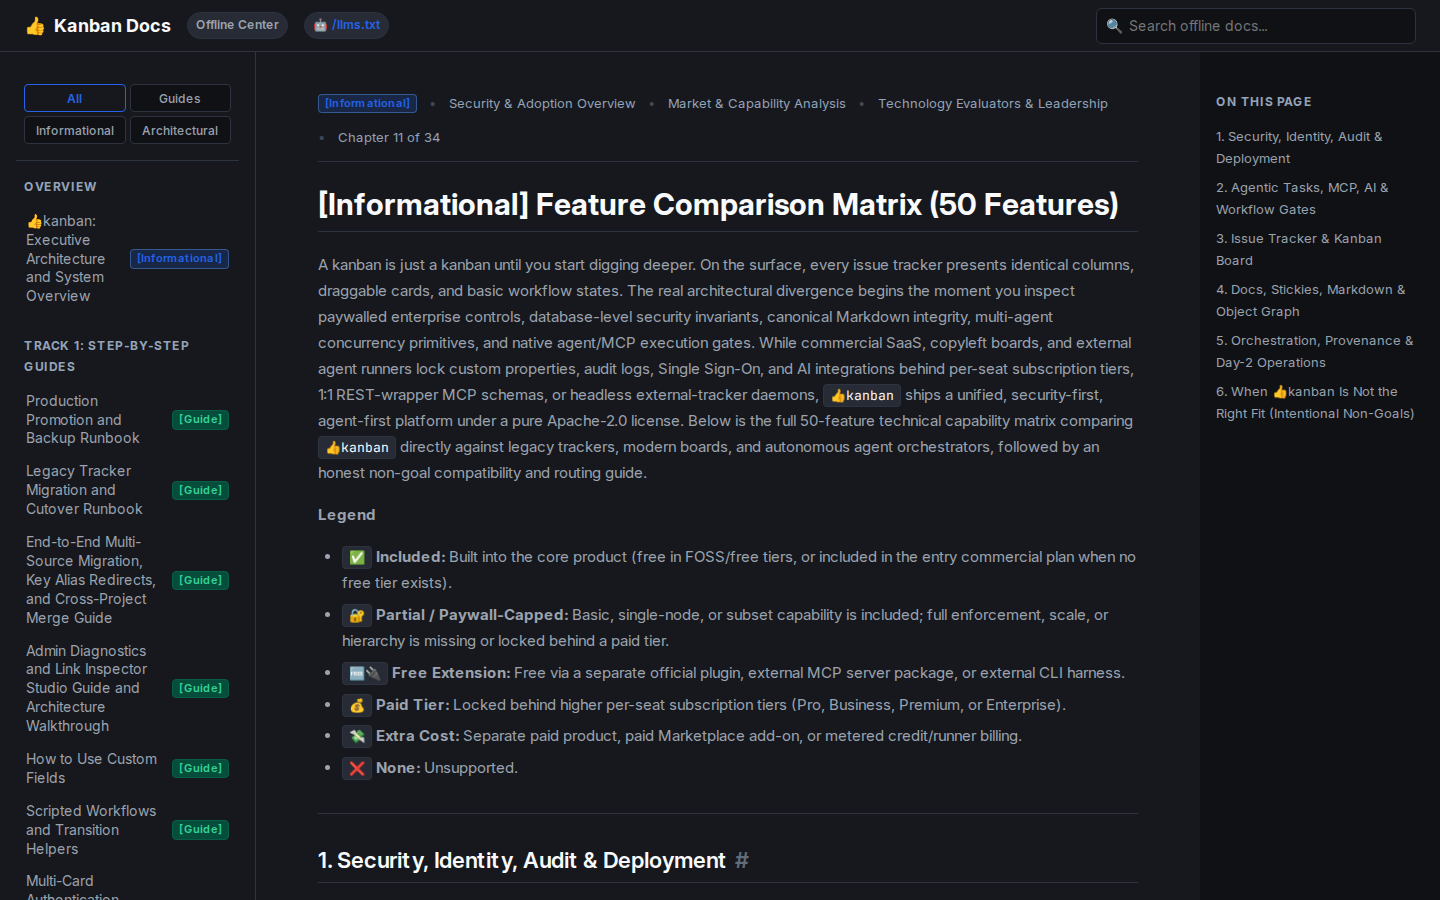 👍 Kanban Docs
Offline Center
🤖 /llms.txt
🔍 Search offline docs...
All
Guides
Informational
Architectural
OVERVIEW
👍kanban:
Executive
Architecture
and System
Overview
[Informational]
TRACK 1: STEP-BY-STEP
GUIDES
Production
Promotion and
Backup Runbook
[Guide]
Legacy Tracker
Migration and
Cutover Runbook
[Guide]
End-to-End Multi-
Source Migration,
Key Alias Redirects,
and Cross-Project
Merge Guide
[Guide]
Admin Diagnostics
and Link Inspector
Studio Guide and
Architecture
Walkthrough
[Guide]
How to Use Custom
Fields
[Guide]
Scripted Workflows
and Transition
Helpers
[Guide]
Multi-Card
Authentication
[Informational] • Security & Adoption Overview • Market & Capability Analysis • Technology Evaluators & Leadership
• Chapter 11 of 34
[Informational] Feature Comparison Matrix (50 Features)
A kanban is just a kanban until you start digging deeper. On the surface, every issue tracker presents identical columns,
draggable cards, and basic workflow states. The real architectural divergence begins the moment you inspect
paywalled enterprise controls, database-level security invariants, canonical Markdown integrity, multi-agent
concurrency primitives, and native agent/MCP execution gates. While commercial SaaS, copyleft boards, and external
agent runners lock custom properties, audit logs, Single Sign-On, and AI integrations behind per-seat subscription tiers,
1:1 REST-wrapper MCP schemas, or headless external-tracker daemons, 👍kanban ships a unified, security-first,
agent-first platform under a pure Apache-2.0 license. Below is the full 50-feature technical capability matrix comparing
👍kanban directly against legacy trackers, modern boards, and autonomous agent orchestrators, followed by an
honest non-goal compatibility and routing guide.
Legend
• ✅ Included: Built into the core product (free in FOSS/free tiers, or included in the entry commercial plan when no
free tier exists).
• 🔐 Partial / Paywall-Capped: Basic, single-node, or subset capability is included; full enforcement, scale, or
hierarchy is missing or locked behind a paid tier.
• 🆓🔌 Free Extension: Free via a separate official plugin, external MCP server package, or external CLI harness.
• 💰 Paid Tier: Locked behind higher per-seat subscription tiers (Pro, Business, Premium, or Enterprise).
• 💸 Extra Cost: Separate paid product, paid Marketplace add-on, or metered credit/runner billing.
• ❌ None: Unsupported.
1. Security, Identity, Audit & Deployment #
ON THIS PAGE
1. Security, Identity, Audit &
Deployment
2. Agentic Tasks, MCP, AI &
Workflow Gates
3. Issue Tracker & Kanban
Board
4. Docs, Stickies, Markdown &
Object Graph
5. Orchestration, Provenance &
Day-2 Operations
6. When 👍kanban Is Not the
Right Fit (Intentional Non-Goals)